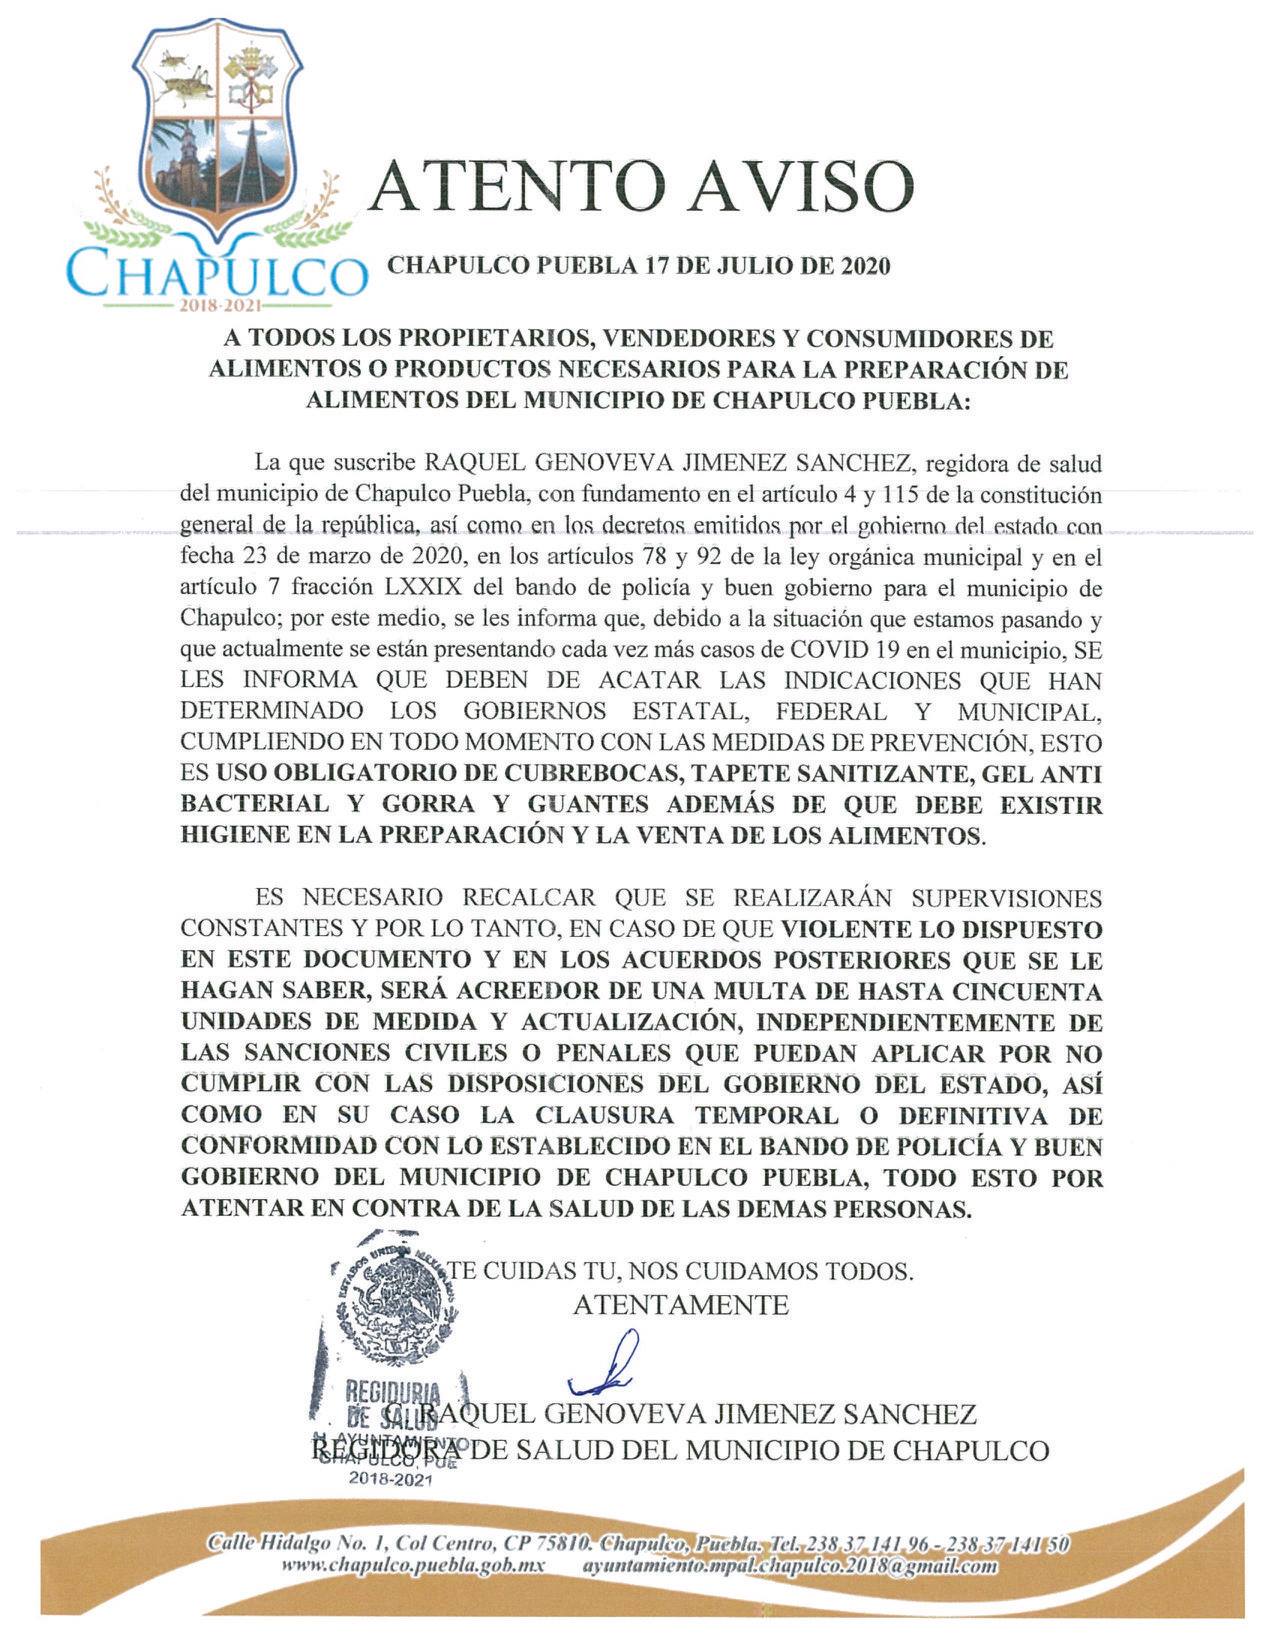 ATENTO AVISO
CHAPULCO
2018-2021
CHAPULCO PUEBLA 17 DE JULIO DE 2020
A TODOS LOS PROPIETARIOS, VENDEDORES Y CONSUMIDORES DE
ALIMENTOS O PRODUCTOS NECESARIOS PARA LA PREPARACIÓN DE
ALIMENTOS DEL MUNICIPIO DE CHAPULCO PUEBLA:
La que suscribe RAQUEL GENOVEVA JIMENEZ SANCHEZ, regidora de salud
del municipio de Chapulco Puebla, con fundamento en el artículo 4 y 115 de la constitución
general de la república, así como en los decretos emitidos por el gobierno del estado con
fecha 23 de marzo de 2020, en los artículos 78 y 92 de la ley orgánica municipal y en el
artículo 7 fracción LXXIX del bando de policía y buen gobierno para el municipio de
Chapulco; por este medio, se les informa que, debido a la situación que estamos pasando y
que actualmente se están presentando cada vez más casos de COVID 19 en el municipio, SE
LES INFORMA QUE DEBEN DE ACATAR LAS INDICACIONES QUE HAN
DETERMINADO LOS GOBIERNOS ESTATAL, FEDERAL Y MUNICIPAL,
CUMPLIENDO EN TODO MOMENTO CON LAS MEDIDAS DE PREVENCIÓN, ESTO
ES USO OBLIGATORIO DE CUBREBOCAS, TAPETE SANITIZANTE, GEL ANTI
BACTERIAL Y GORRA Y GUANTES ADEMÁS DE QUE DEBE EXISTIR
HIGIENE EN LA PREPARACIÓN Y LA VENTA DE LOS ALIMENTOS.
ES NECESARIO RECALCAR QUE SE REALIZARÁN SUPERVISIONES
CONSTANTES Y POR LO TANTO, EN CASO DE QUE VIOLENTE LO DISPUESTO
EN ESTE DOCUMENTO Y EN LOS ACUERDOS POSTERIORES QUE SE LE
HAGAN SABER, SERÁ ACREEDOR DE UNA MULTA DE HASTA CINCUENTA
UNIDADES DE MEDIDA Y ACTUALIZACIÓN, INDEPENDIENTEMENTE DE
LAS SANCIONES CIVILES O PENALES QUE PUEDAN APLICAR POR NO
CUMPLIR CON LAS DISPOSICIONES DEL GOBIERNO DEL ESTADO, ASÍ
COMO EN SU CASO LA CLAUSURA TEMPORAL O DEFINITIVA DE
CONFORMIDAD CON LO ESTABLECIDO EN EL BANDO DE POLICÍA Y BUEN
GOBIERNO DEL MUNICIPIO DE CHAPULCO PUEBLA, TODO ESTO POR
ATENTAR EN CONTRA DE LA SALUD DE LAS DEMAS PERSONAS.
TE CUIDAS TU, NOS CUIDAMOS TODOS.
ATENTAMENTE
ESTADOS UNIDOS MEXICANOS
REGIDURIA
DE SALUD
H. AYUNTAMIENTO
CHAPULCO, PUE
2018-2021
C. RAQUEL GENOVEVA JIMENEZ SANCHEZ
REGIDORA DE SALUD DEL MUNICIPIO DE CHAPULCO
Calle Hidalgo No. 1, Col Centro, CP 75810. Chapulco, Puebla. Tel. 238 37 141 96 - 238 37 141 50
www.chapulco.puebla.gob.mx ayuntamiento.mpal.chapulco.2018@gmail.com